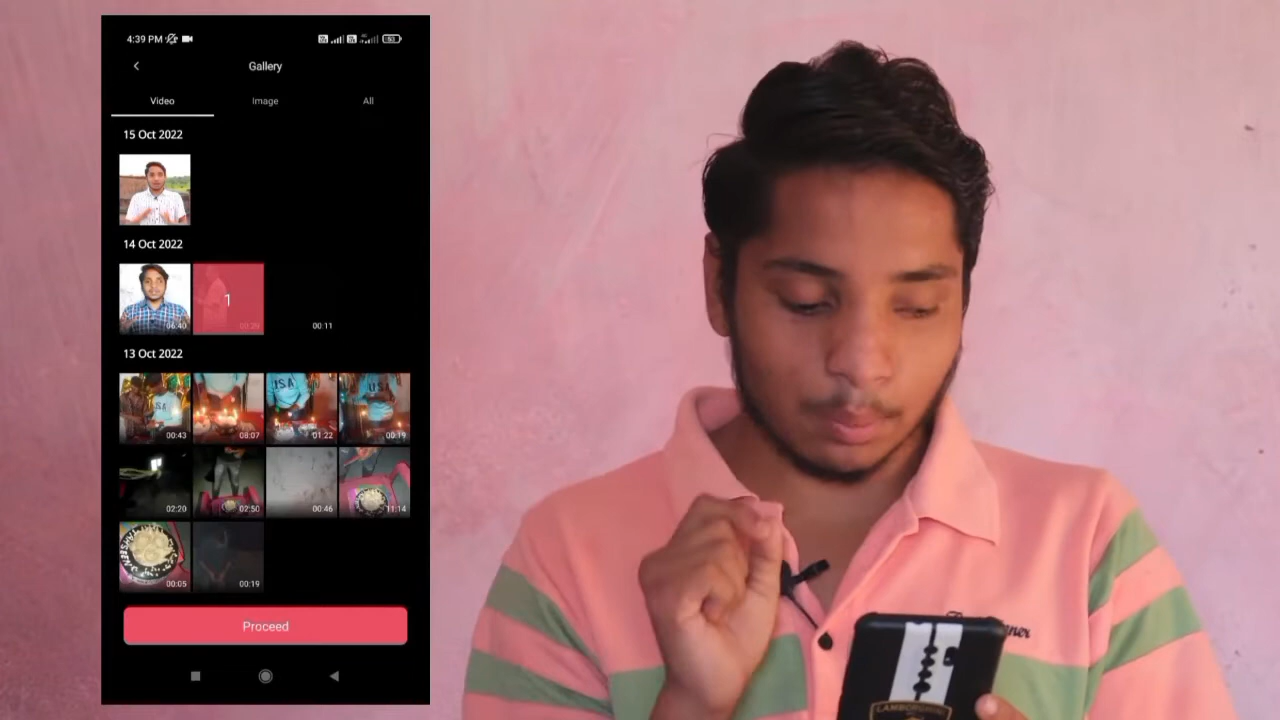 4:39 PM
Gallery
Video Image All
15 Oct 2022
14 Oct 2022
06:40 1 00:29 00:11
13 Oct 2022
USA USA
00:43 08:07 01:22 00:19
02:20 02:50 00:46 11:14
00:05 00:19
Proceed
LAMBORGHINI